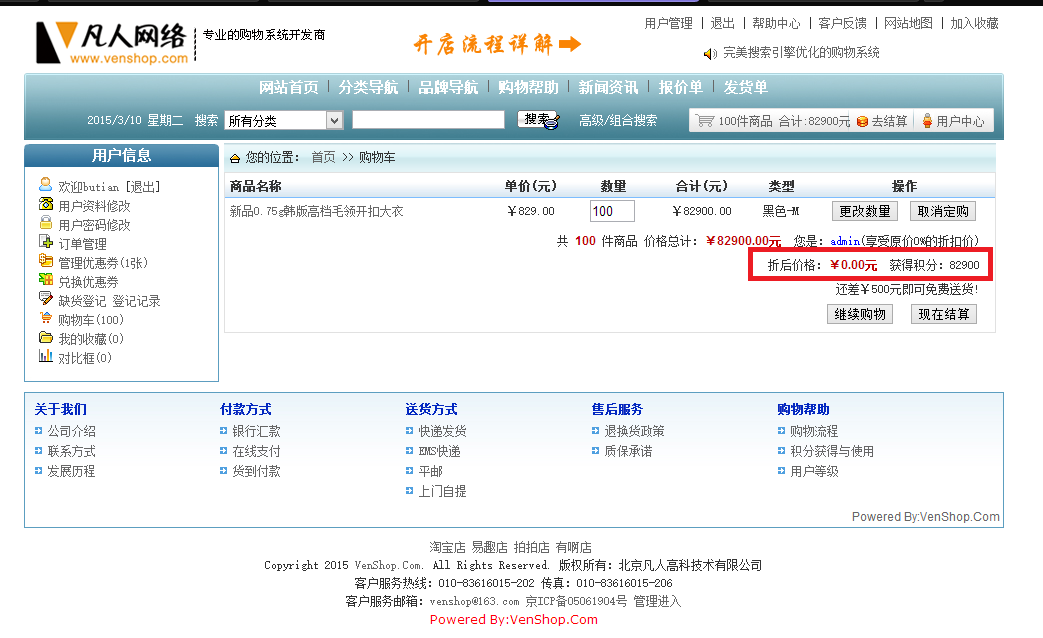 凡人网络
www.venshop.com
专业的购物系统开发商
开店流程详解
用户管理 | 退出 | 帮助中心 | 客户反馈 | 网站地图 | 加入收藏
完美搜索引擎优化的购物系统
网站首页 | 分类导航 | 品牌导航 | 购物帮助 | 新闻资讯 | 报价单 | 发货单
2015/3/10 星期二 搜索 所有分类 搜索 高级/组合搜索 100件商品 合计:82900元 去结算 用户中心
用户信息
欢迎butian [退出]
用户资料修改
用户密码修改
订单管理
管理优惠券(1张)
兑换优惠券
缺货登记 登记记录
购物车(100)
我的收藏(0)
对比框(0)
您的位置: 首页 >> 购物车
商品名称 单价(元) 数量 合计(元) 类型 操作
新品0.75g韩版高档毛领开扣大衣 ￥829.00 100 ￥82900.00 黑色-M 更改数量 取消定购
共 100 件商品 价格总计: ￥82900.00元 您是: admin(享受原价0%的折扣价)
折后价格: ￥0.00元 获得积分: 82900
还差￥500元即可免费送货!
继续购物 现在结算
关于我们
公司介绍
联系方式
发展历程
付款方式
银行汇款
在线支付
货到付款
送货方式
快递发货
EMS快递
平邮
上门自提
售后服务
退换货政策
质保承诺
购物帮助
购物流程
积分获得与使用
用户等级
Powered By:VenShop.Com
淘宝店 易趣店 拍拍店 有啊店
Copyright 2015 VenShop.Com. All Rights Reserved. 版权所有: 北京凡人高科技术有限公司
客户服务热线: 010-83616015-202 传真: 010-83616015-206
客户服务邮箱: venshop@163.com 京ICP备05061904号 管理进入
Powered By:VenShop.Com